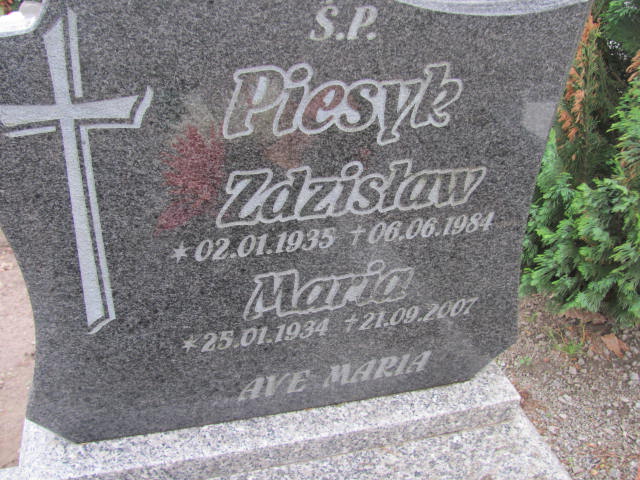 Ś.P.
Piesyk
Zdzisław
*02.01.1935 †06.06.1984
Maria
*25.01.1934 †21.09.2007
AVE MARIA